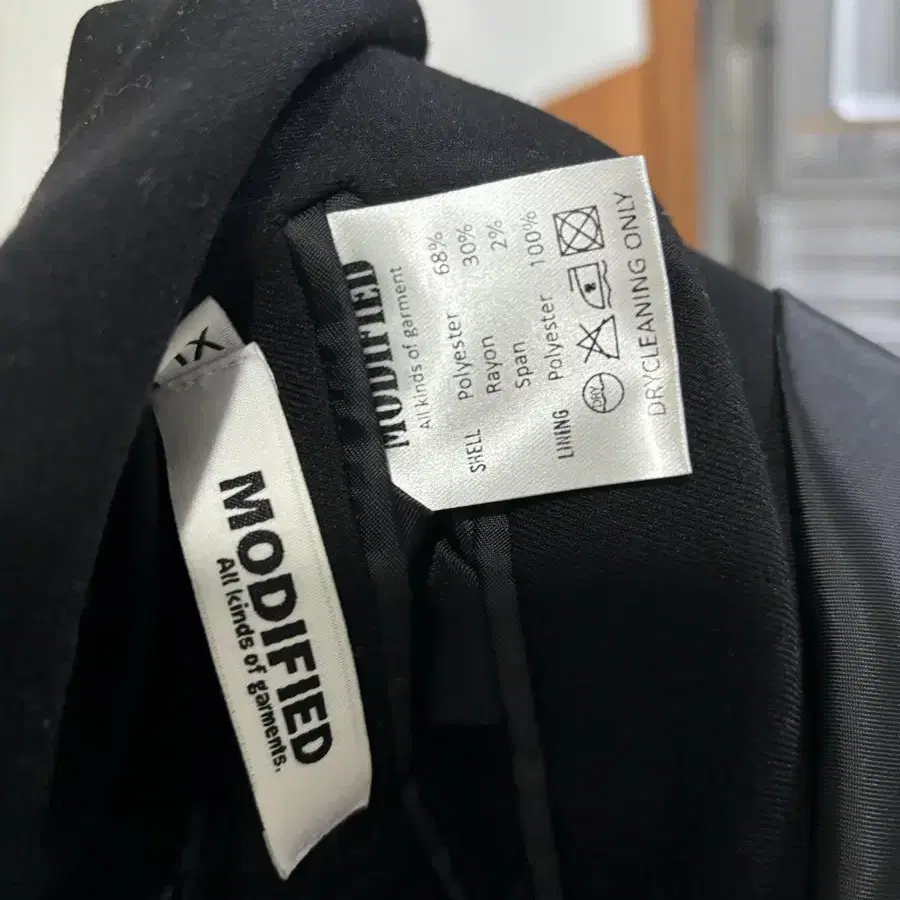 MODIFIED
All kinds of garments.
MODIFIED
All kinds of garment
SHELL Polyester 68%
Rayon 30%
Span 2%
LINING Polyester 100%
DRY
DRYCLEANING ONLY